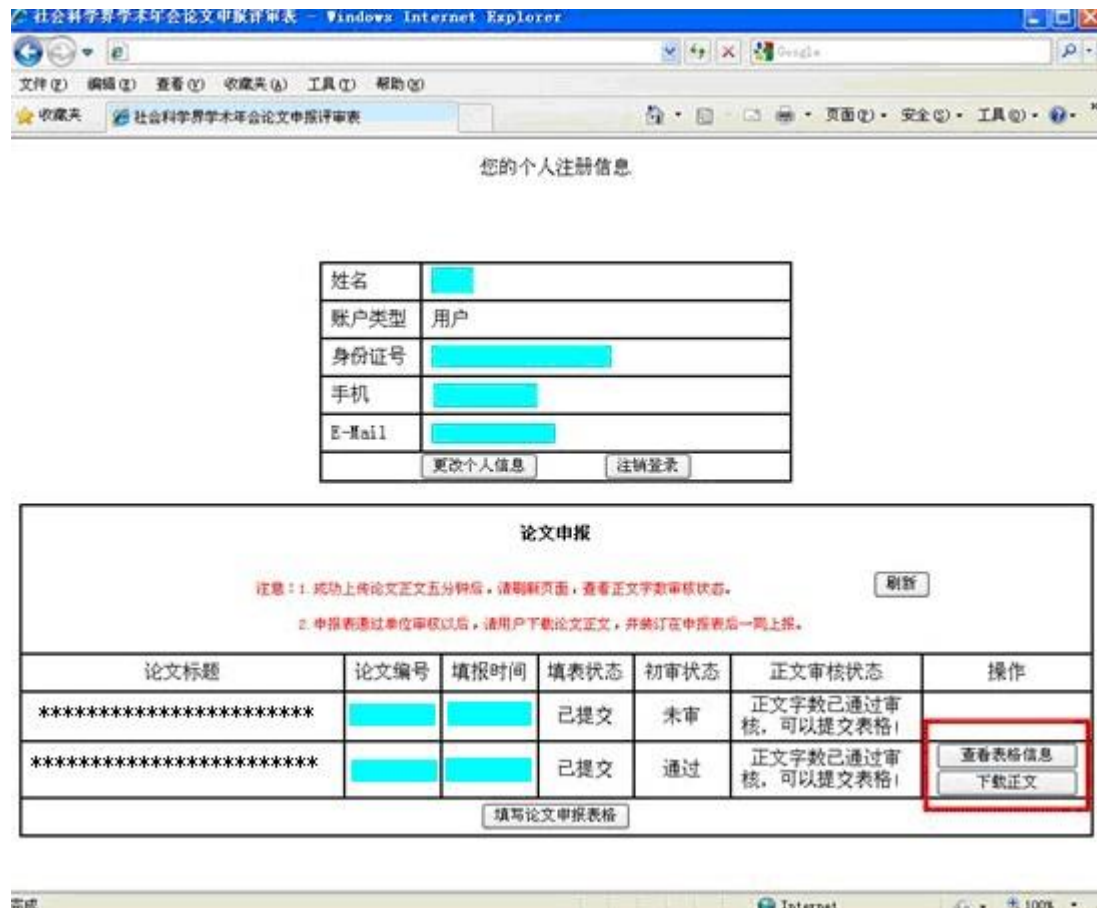 社会科学界学术年会论文申报评审表 - Windows Internet Explorer
Google
文件(F) 编辑(E) 查看(V) 收藏夹(A) 工具(T) 帮助(H)
收藏夹 社会科学界学术年会论文申报评审表 页面(P) 安全(S) 工具(O)
您的个人注册信息
姓名
账户类型 用户
身份证号
手机
E-Mail
更改个人信息 注销登录
论文申报
注意:1.成功上传论文正文五分钟后,请刷新页面,查看正文字数审核状态。 刷新
2.申报表通过单位审核以后,请用户下载论文正文,并装订在申报表后一同上报。
论文标题 论文编号 填报时间 填表状态 初审状态 正文审核状态 操作
*********************** 已提交 未审 正文字数已通过审
核,可以提交表格!
************************ 已提交 通过 正文字数已通过审
核,可以提交表格!
查看表格信息
下载正文
填写论文申报表格
完成 Internet 100%